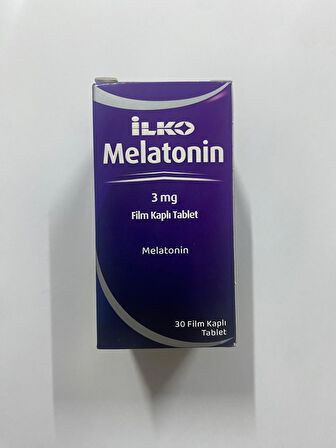 İLKO
Melatonin
3 mg
Film Kaplı Tablet
Melatonin
30 Film Kaplı
Tablet